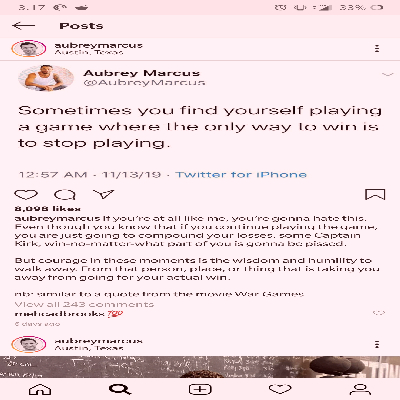 3:17
33%
Posts
aubreymarcus
Austin, Texas
Aubrey Marcus
@AubreyMarcus
Sometimes you find yourself playing
a game where the only way to win is
to stop playing.
12:57 AM · 11/13/19 · Twitter for iPhone
8,098 likes
aubreymarcus If you're at all like me, you're gonna hate this.
Even though you know that if you continue playing the game,
you are just going to compound your losses, some Captain
Kirk, win-no-matter-what part of you is gonna be pissed.
But courage in these moments is the wisdom and humility to
walk away. From that person, place, or thing that is taking you
away from going for your actual win.
nb: similar to a quote from the movie War Games
View all 243 comments
mehcadbrooks 💯
6 days ago
aubreymarcus
Austin, Texas